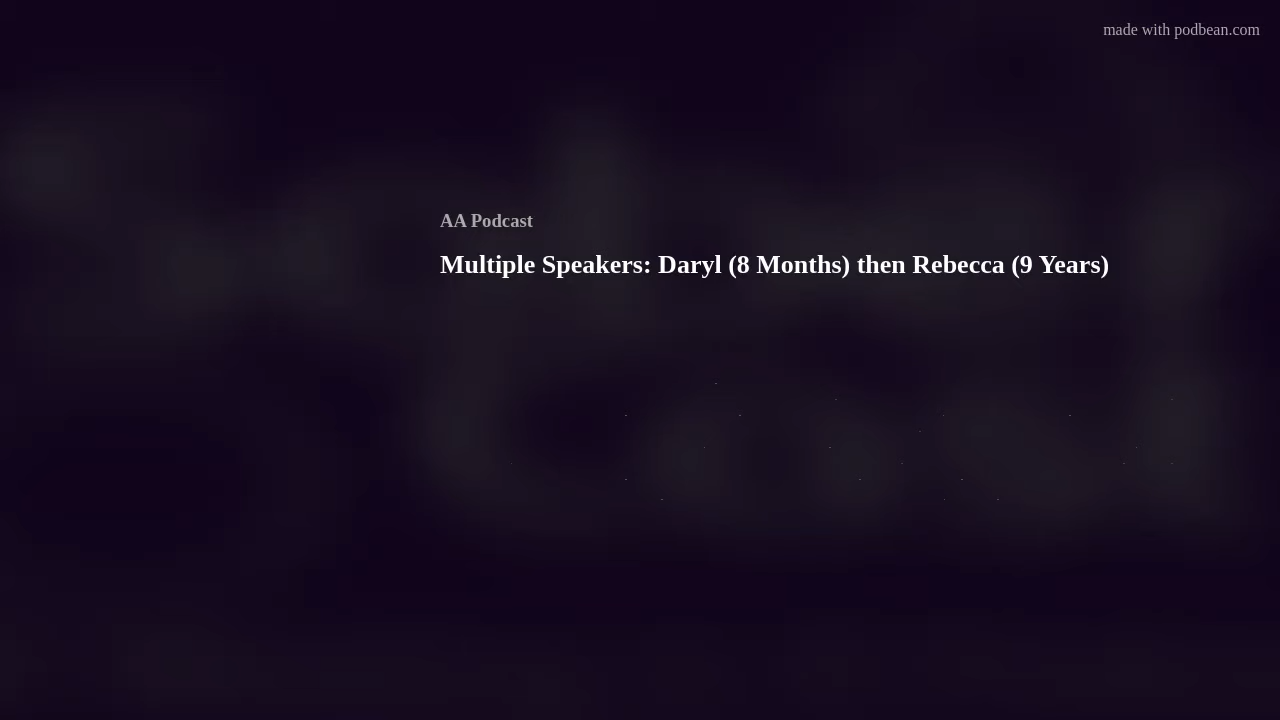 made with podbean.com
AA Podcast
Multiple Speakers: Daryl (8 Months) then Rebecca (9 Years)